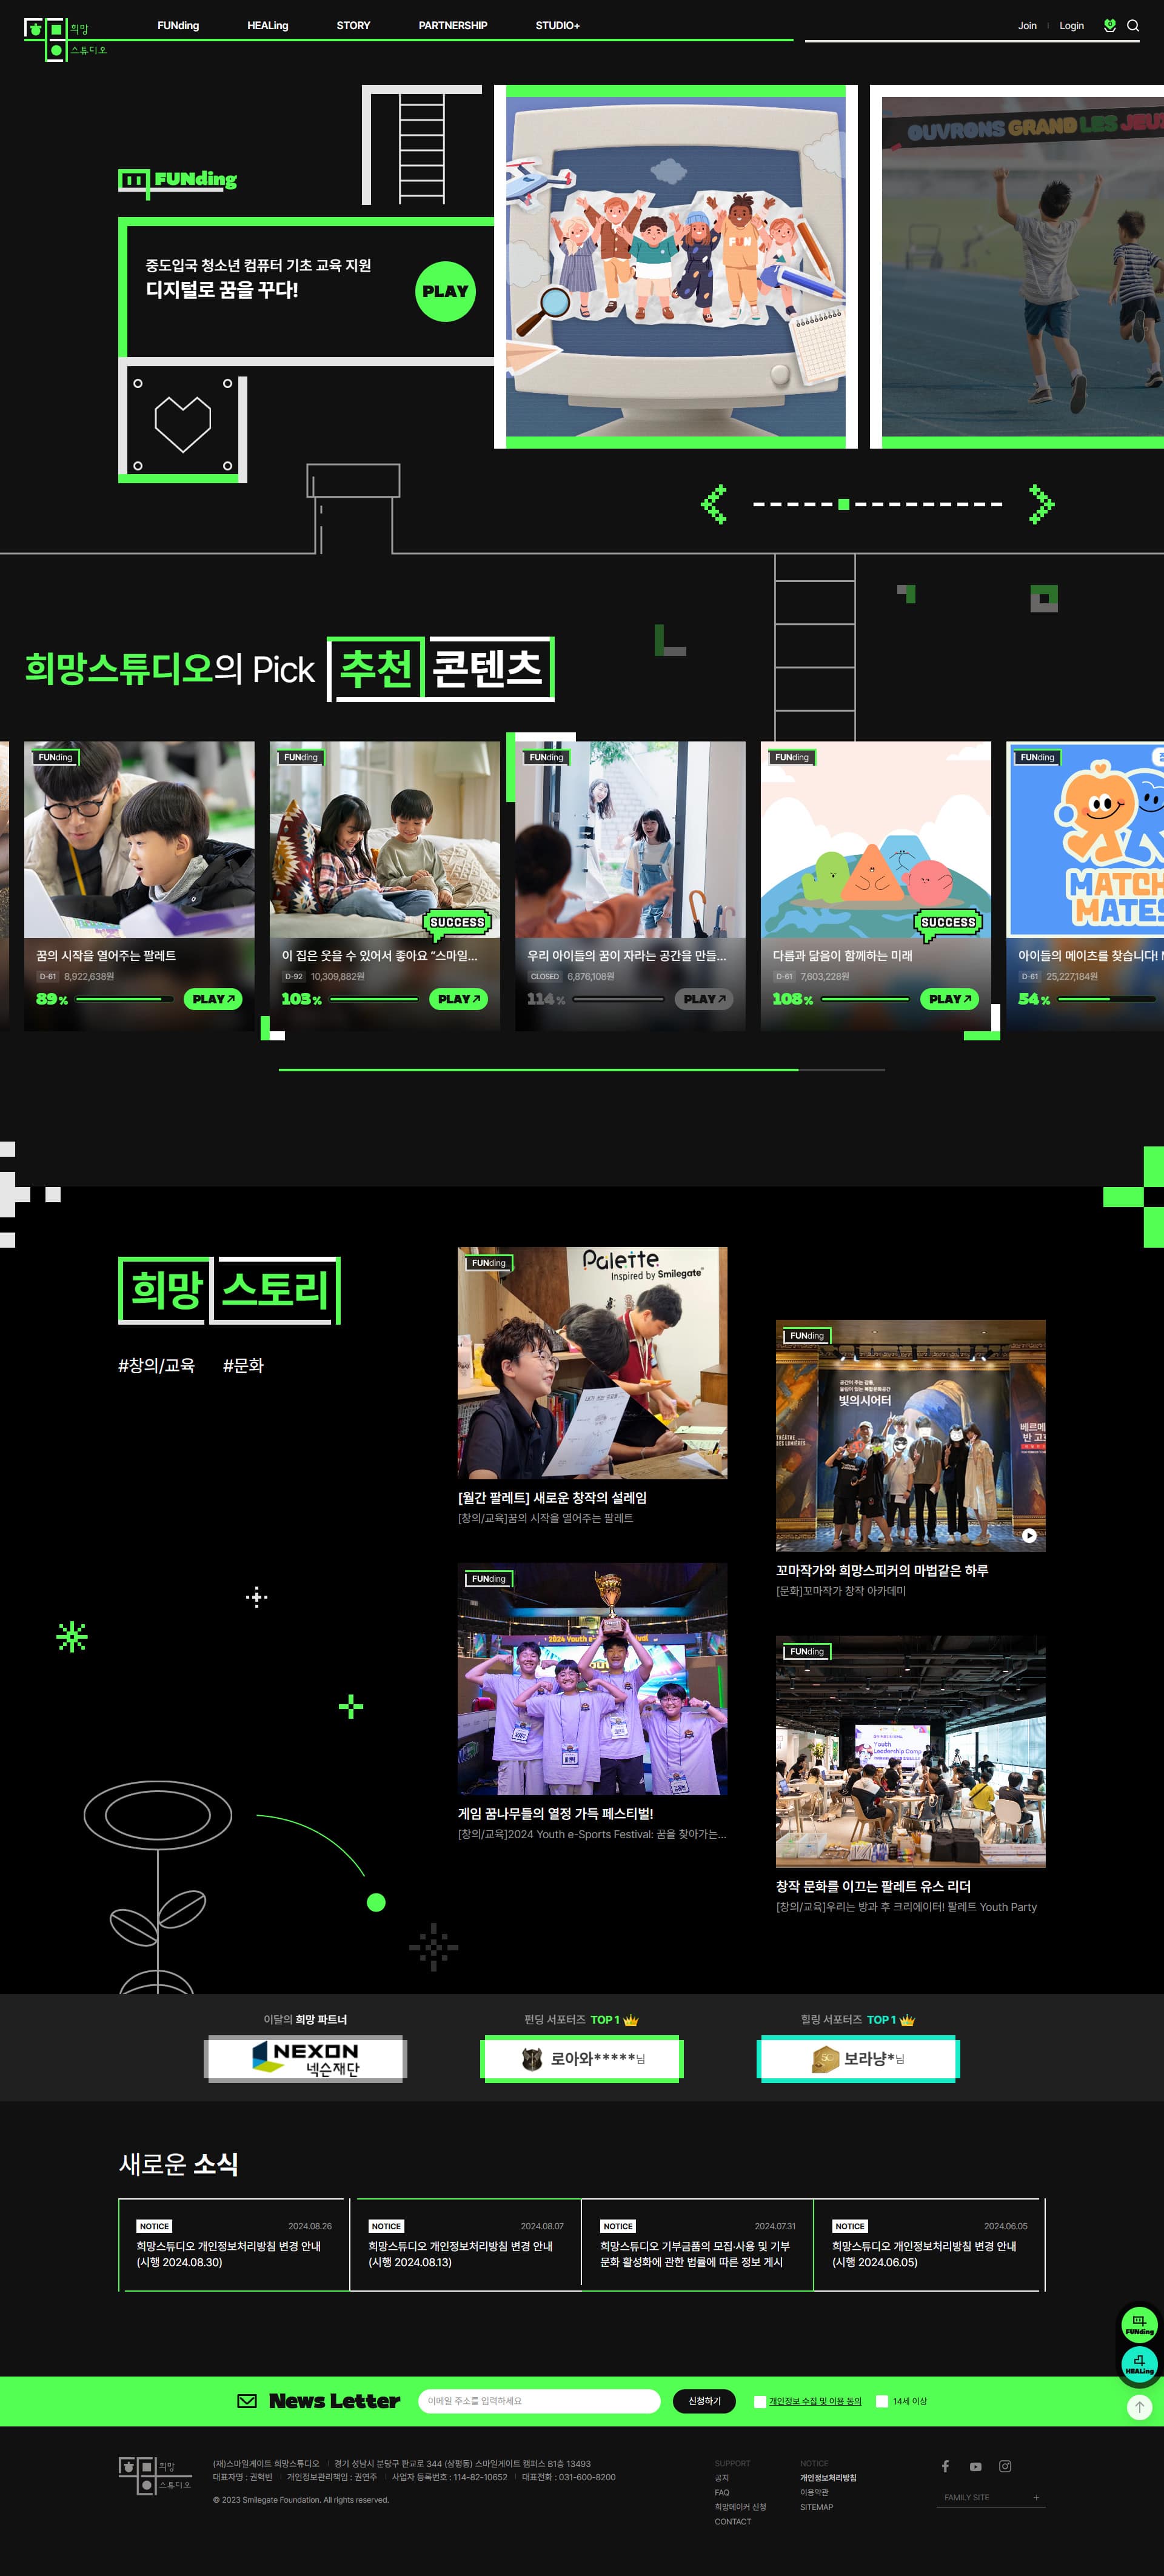 희망
스튜디오
FUNding
HEALing
STORY
PARTNERSHIP
STUDIO+
Join
Login
FUNding
중도입국 청소년 컴퓨터 기초 교육 지원
디지털로 꿈을 꾸다!
PLAY
FUN
OUVRONS GRAND LES JEUX
희망스튜디오의 Pick 추천 콘텐츠
FUNding
꿈의 시작을 열어주는 팔레트
D-61 8,922,638원
89% PLAY
FUNding
SUCCESS
이 집은 웃을 수 있어서 좋아요 “스마일...
D-92 10,309,882원
103% PLAY
FUNding
우리 아이들의 꿈이 자라는 공간을 만들...
CLOSED 6,876,108원
114% PLAY
FUNding
SUCCESS
다름과 닮음이 함께하는 미래
D-61 7,603,228원
108% PLAY
FUNding
MATCH
MATES
아이들의 메이츠를 찾습니다!
D-61 25,227,184원
54%
희망 스토리
#창의/교육 #문화
FUNding
Palette
Inspired by Smilegate
[월간 팔레트] 새로운 창작의 설레임
[창의/교육]꿈의 시작을 열어주는 팔레트
FUNding
빛의시어터
꼬마작가와 희망스피커의 마법같은 하루
[문화]꼬마작가 창작 아카데미
FUNding
2024 Youth e-Sports Festival
게임 꿈나무들의 열정 가득 페스티벌!
[창의/교육]2024 Youth e-Sports Festival: 꿈을 찾아가는...
FUNding
Youth
Leadership Camp
창작 문화를 이끄는 팔레트 유스 리더
[창의/교육]우리는 방과 후 크리에이터! 팔레트 Youth Party
이달의 희망 파트너
NEXON
넥슨재단
펀딩 서포터즈 TOP 1
로아와*****님
힐링 서포터즈 TOP 1
보라냥*님
새로운 소식
NOTICE 2024.08.26
희망스튜디오 개인정보처리방침 변경 안내
(시행 2024.08.30)
NOTICE 2024.08.07
희망스튜디오 개인정보처리방침 변경 안내
(시행 2024.08.13)
NOTICE 2024.07.31
희망스튜디오 기부금품의 모집·사용 및 기부
문화 활성화에 관한 법률에 따른 정보 게시
NOTICE 2024.06.05
희망스튜디오 개인정보처리방침 변경 안내
(시행 2024.06.05)
FUNding
HEALing
News Letter
이메일 주소를 입력하세요
신청하기
개인정보 수집 및 이용 동의
14세 이상
희망
스튜디오
(재)스마일게이트 희망스튜디오 경기 성남시 분당구 판교로 344 (삼평동) 스마일게이트 캠퍼스 B1층 13493
대표자명 : 권혁빈 개인정보관리책임 : 권연주 사업자 등록번호 : 114-82-10652 대표전화 : 031-600-8200
© 2023 Smilegate Foundation. All rights reserved.
SUPPORT
공지
FAQ
희망메이커 신청
CONTACT
NOTICE
개인정보처리방침
이용약관
SITEMAP
FAMILY SITE +